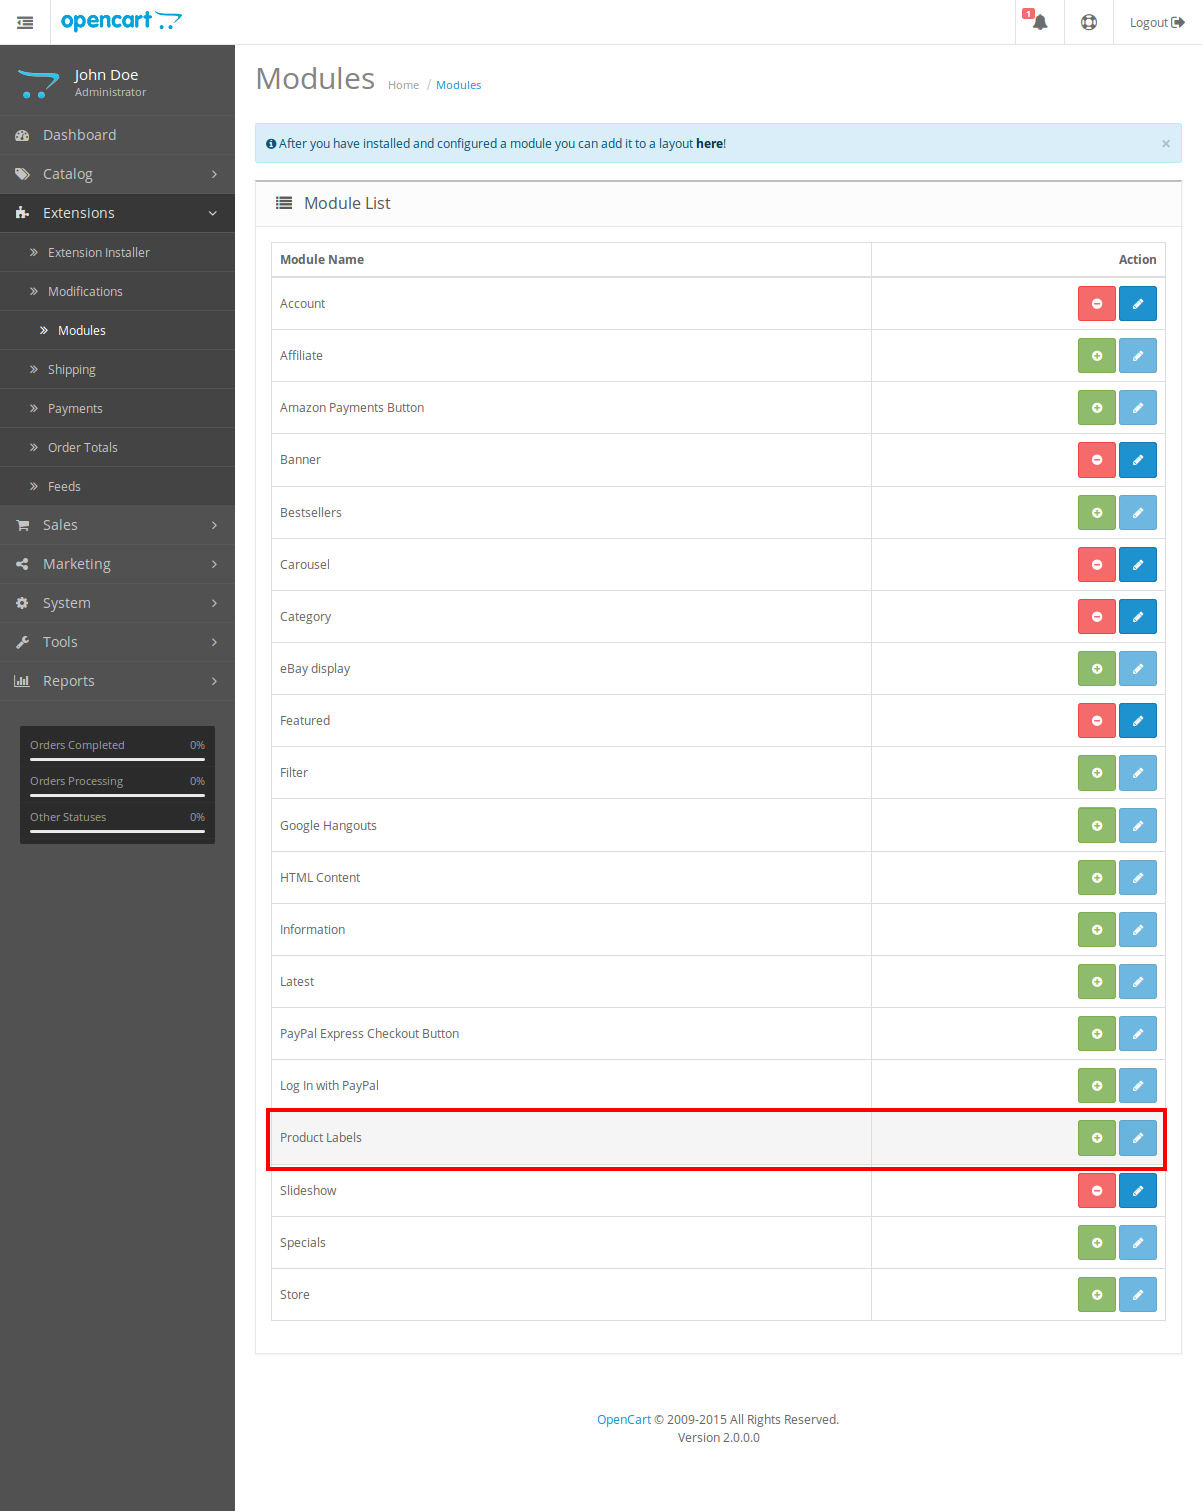 opencart
1
Logout
John Doe
Administrator
Dashboard
Catalog
Extensions
Extension Installer
Modifications
Modules
Shipping
Payments
Order Totals
Feeds
Sales
Marketing
System
Tools
Reports
Orders Completed 0%
Orders Processing 0%
Other Statuses 0%
Modules Home / Modules
After you have installed and configured a module you can add it to a layout here! ×
Module List
Module Name Action
Account
Affiliate
Amazon Payments Button
Banner
Bestsellers
Carousel
Category
eBay display
Featured
Filter
Google Hangouts
HTML Content
Information
Latest
PayPal Express Checkout Button
Log In with PayPal
Product Labels
Slideshow
Specials
Store
OpenCart © 2009-2015 All Rights Reserved.
Version 2.0.0.0